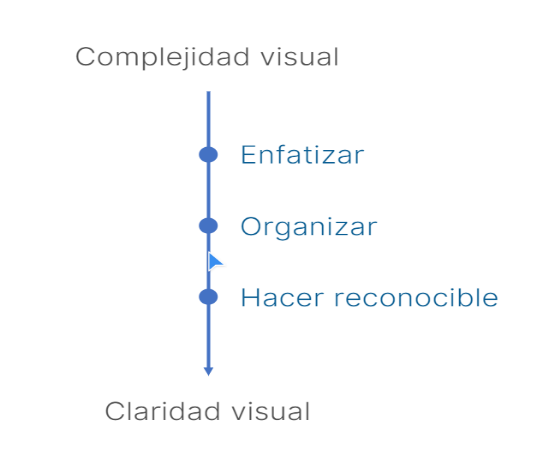 Complejidad visual
Enfatizar
Organizar
Hacer reconocible
Claridad visual